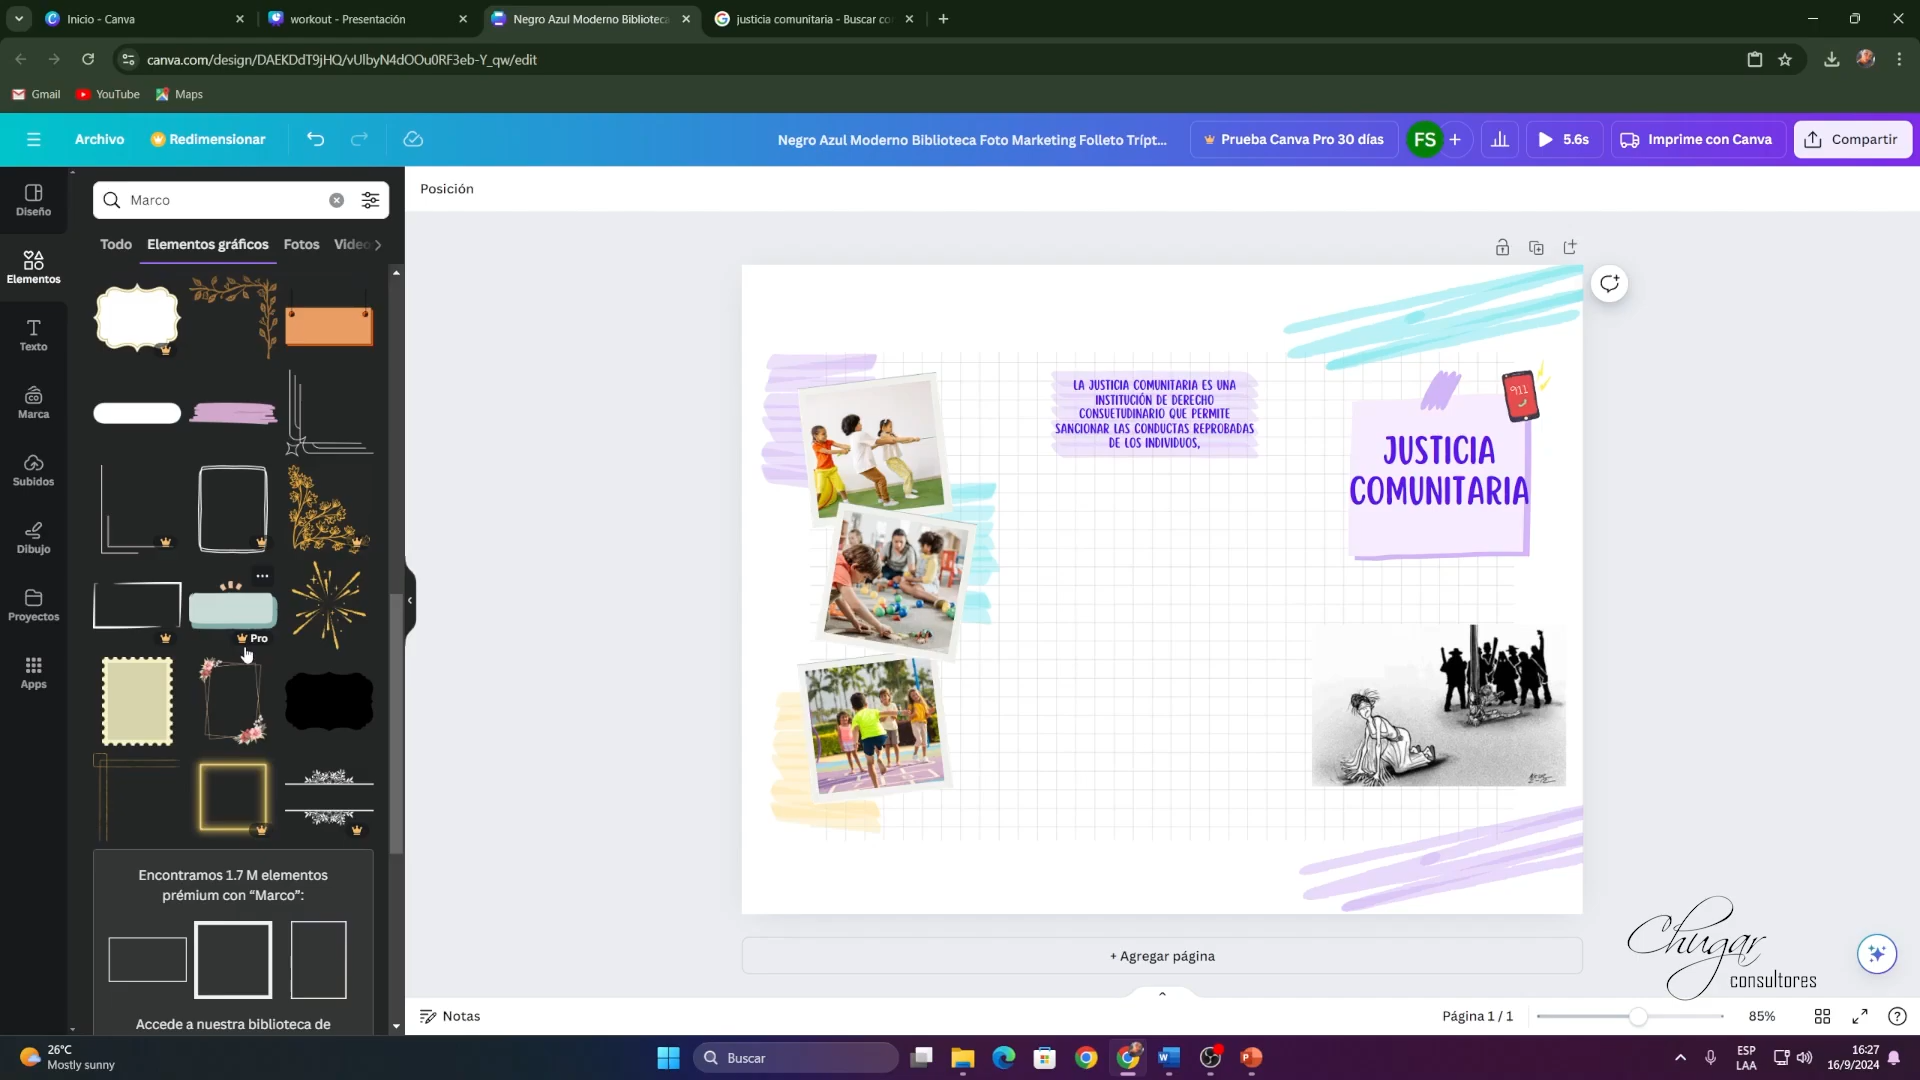 Inicio - Canva
workout - Presentación
Negro Azul Moderno Biblioteca
justicia comunitaria - Buscar co
canva.com/design/DAEKDdT9jHQ/vUlbyN4dOOu0RF3eb-Y_qw/edit
Gmail
YouTube
Maps
Archivo
Redimensionar
Negro Azul Moderno Biblioteca Foto Marketing Folleto Trípt...
Prueba Canva Pro 30 días
FS
5.6s
Imprime con Canva
Compartir
Diseño
Elementos
Texto
Marca
Subidos
Dibujo
Proyectos
Apps
Marco
Todo
Elementos gráficos
Fotos
Video
Pro
Encontramos 1.7 M elementos
prémium con “Marco”:
Accede a nuestra biblioteca de
Posición
LA JUSTICIA COMUNITARIA ES UNA
INSTITUCIÓN DE DERECHO
CONSUETUDINARIO QUE PERMITE
SANCIONAR LAS CONDUCTAS REPROBADAS
DE LOS INDIVIDUOS,
911
JUSTICIA
COMUNITARIA
+ Agregar página
Chugar
consultores
Notas
Página 1 / 1
85%
26°C
Mostly sunny
Buscar
ESP
LAA
16:27
16/9/2024